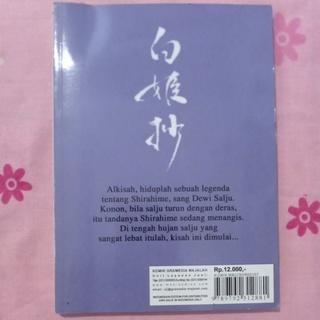 白姫抄
Alkisah, hiduplah sebuah legenda
tentang Shirahime, sang Dewi Salju.
Konon, bila salju turun dengan deras,
itu tandanya Shirahime sedang menangis.
Di tengah hujan salju yang
sangat lebat itulah, kisah ini dimulai...
Rp.12.000,-
KOMIK GRAMEDIA MAJALAH